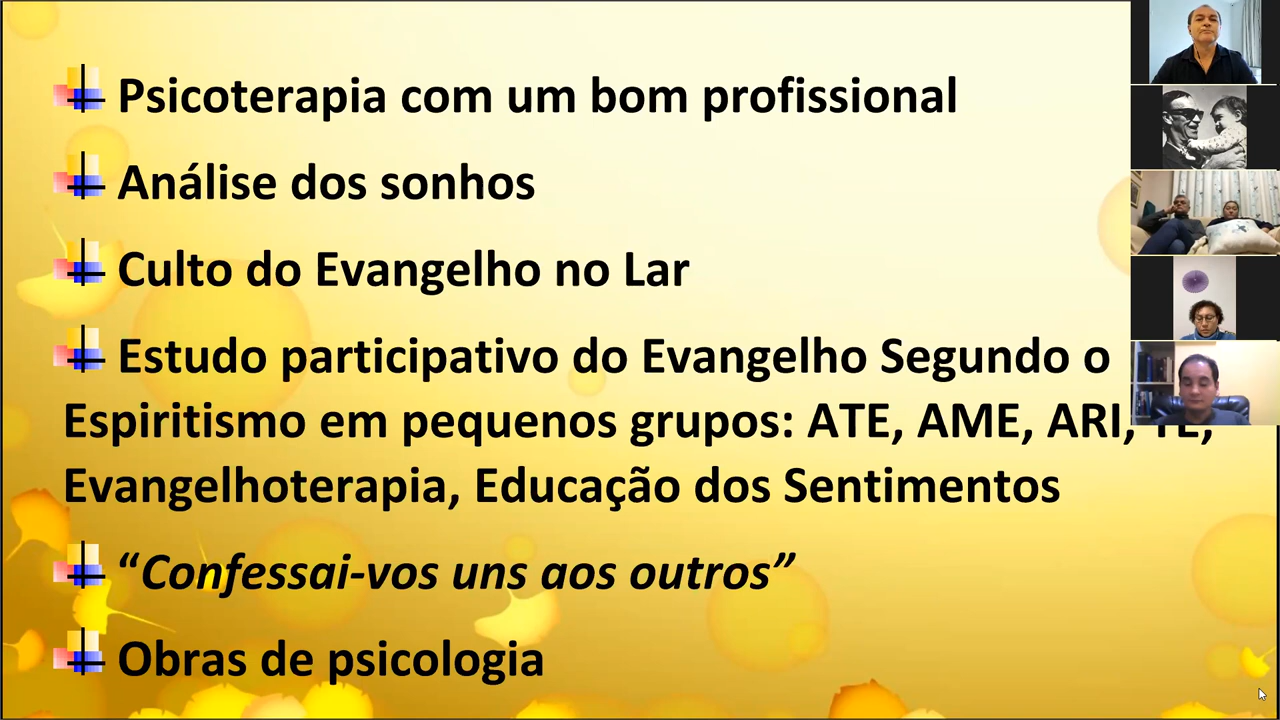 Psicoterapia com um bom profissional
Análise dos sonhos
Culto do Evangelho no Lar
Estudo participativo do Evangelho Segundo o
Espiritismo em pequenos grupos: ATE, AME, ARI,
Evangelhoterapia, Educação dos Sentimentos
“Confessai-vos uns aos outros”
Obras de psicologia